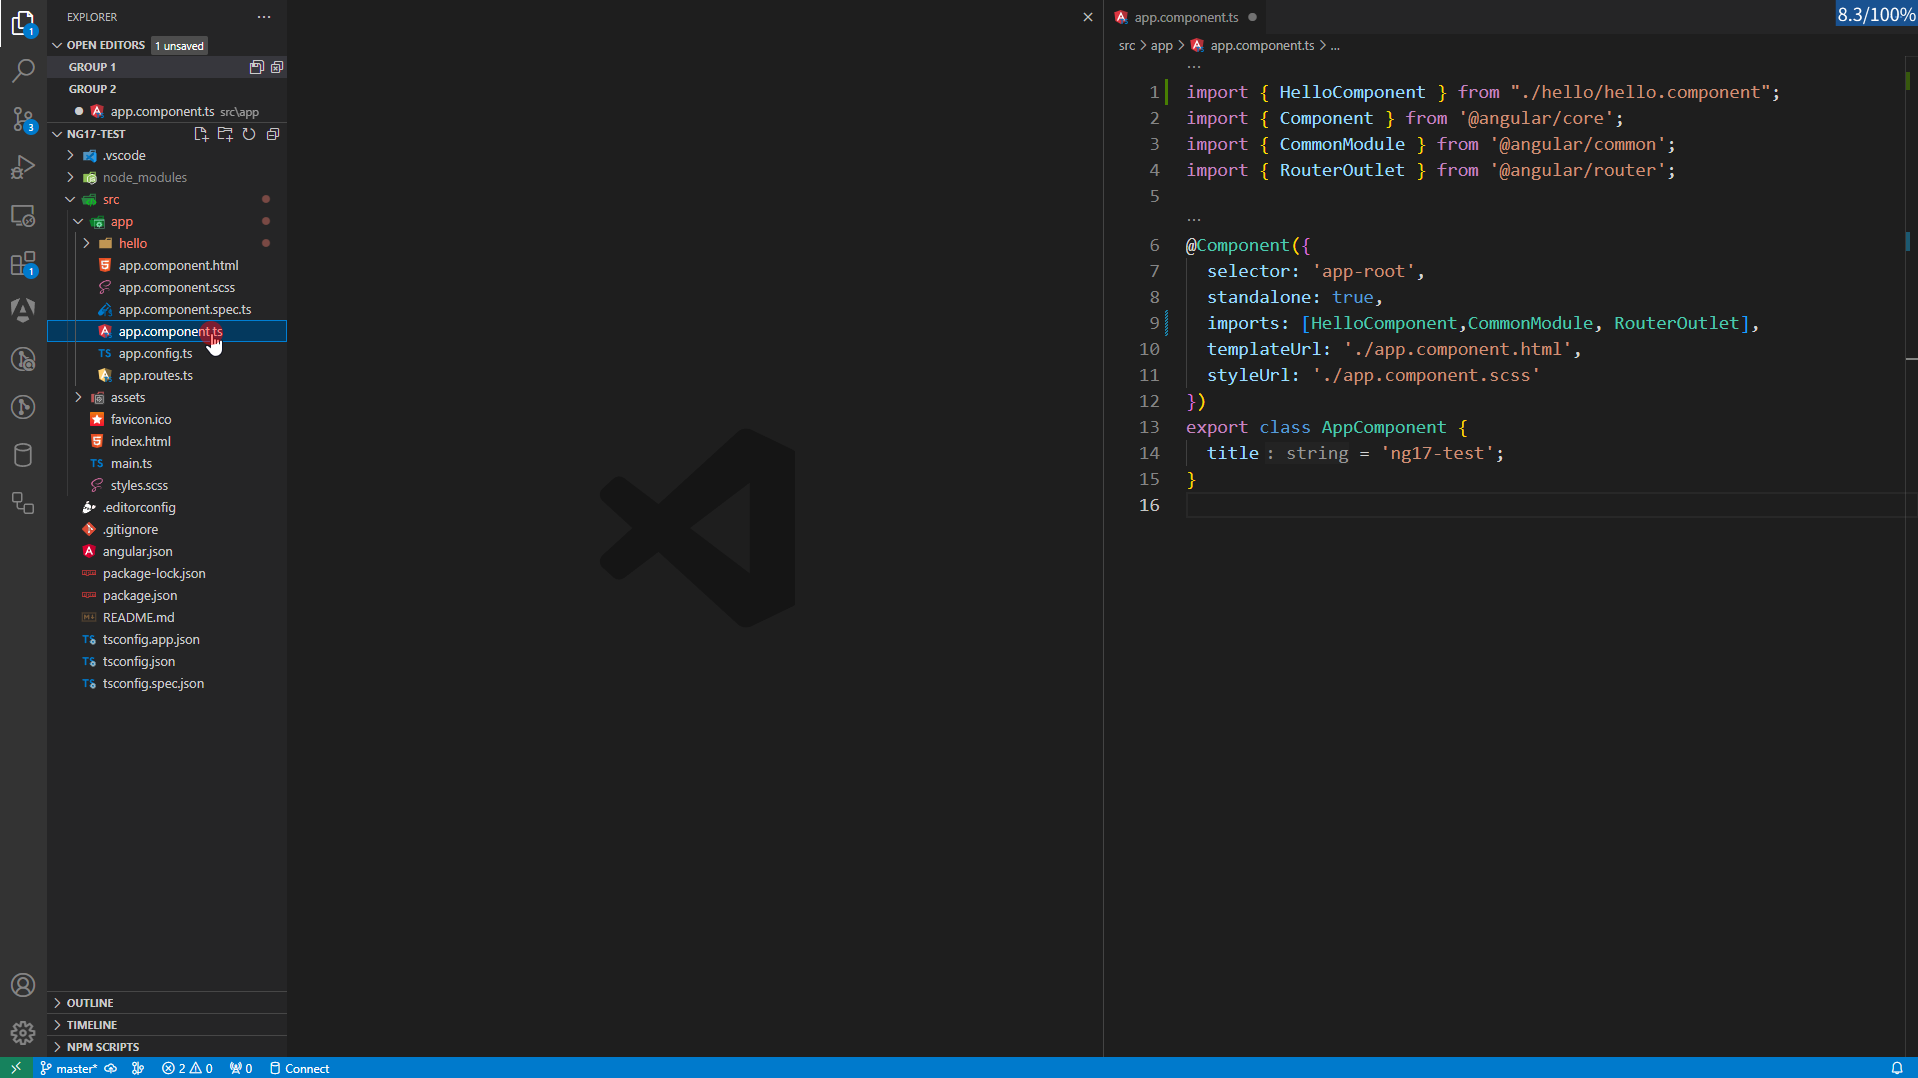 EXPLORER
OPEN EDITORS 1 unsaved
GROUP 1
GROUP 2
app.component.ts src\app
NG17-TEST
.vscode
node_modules
src
app
hello
app.component.html
app.component.scss
app.component.spec.ts
app.component.ts
app.config.ts
app.routes.ts
assets
favicon.ico
index.html
main.ts
styles.scss
.editorconfig
.gitignore
angular.json
package-lock.json
package.json
README.md
tsconfig.app.json
tsconfig.json
tsconfig.spec.json
OUTLINE
TIMELINE
NPM SCRIPTS
1
3
1
app.component.ts
8.3/100%
src > app > app.component.ts > ...
...
1 import { HelloComponent } from "./hello/hello.component";
2 import { Component } from '@angular/core';
3 import { CommonModule } from '@angular/common';
4 import { RouterOutlet } from '@angular/router';
5
...
6 @Component({
7 selector: 'app-root',
8 standalone: true,
9 imports: [HelloComponent,CommonModule, RouterOutlet],
10 templateUrl: './app.component.html',
11 styleUrl: './app.component.scss'
12 })
13 export class AppComponent {
14 title: string = 'ng17-test';
15 }
16
master* 2 0 0 Connect